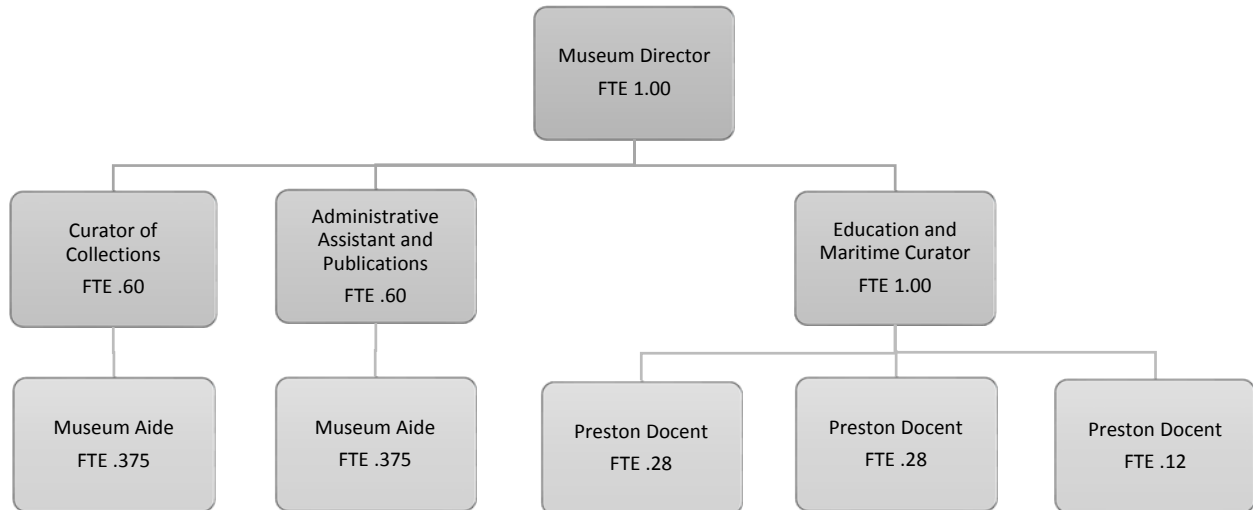 Museum Director
FTE 1.00
Curator of
Collections
FTE .60
Administrative
Assistant and
Publications
FTE .60
Education and
Maritime Curator
FTE 1.00
Museum Aide
FTE .375
Museum Aide
FTE .375
Preston Docent
FTE .28
Preston Docent
FTE .28
Preston Docent
FTE .12